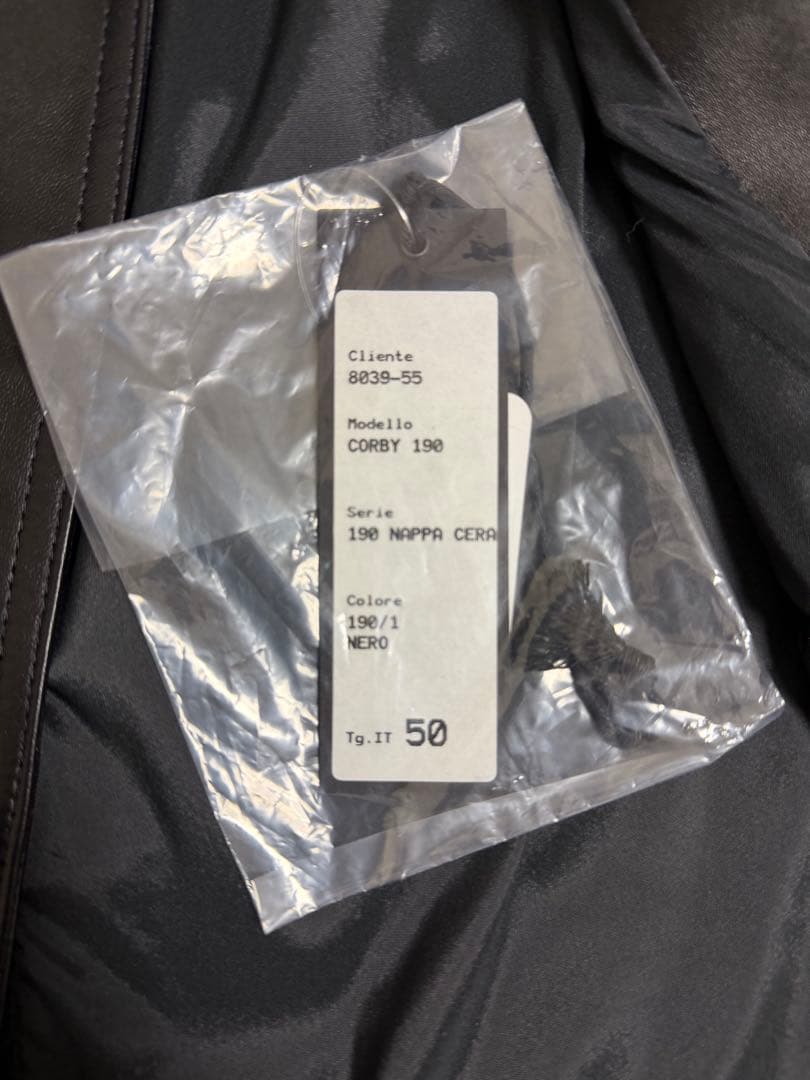 Cliente
8039-55
Modello
CORBY 190
Serie
190 NAPPA CERA
Colore
190/1
NERO
Tg.IT 50